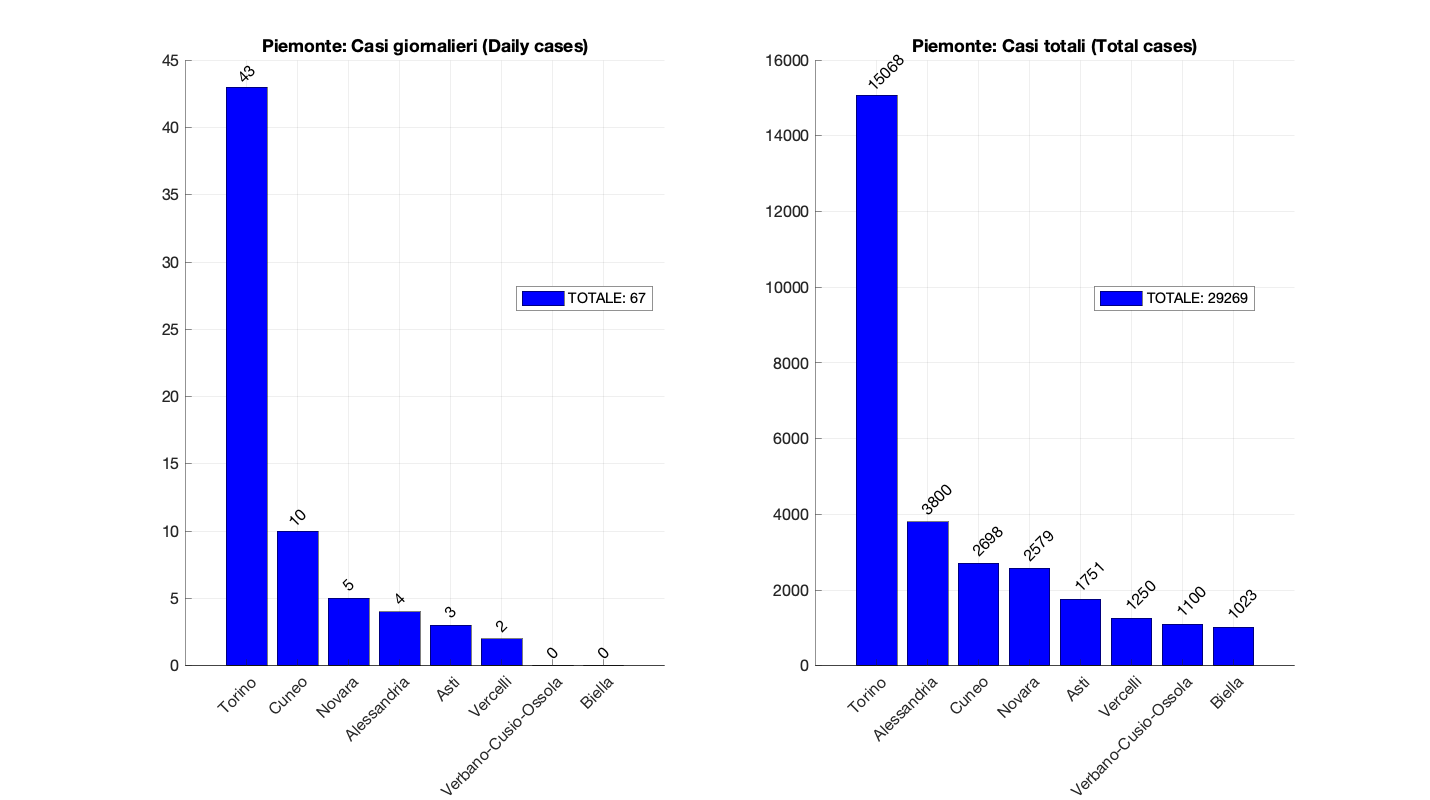 Piemonte: Casi giornalieri (Daily cases)
45
40
35
30
25
20
15
10
5
0
43
10
5
4
3
2
0
0
TOTALE: 67
Torino
Cuneo
Novara
Alessandria
Asti
Vercelli
Verbano-Cusio-Ossola
Biella
Piemonte: Casi totali (Total cases)
16000
14000
12000
10000
8000
6000
4000
2000
0
15068
3800
2698
2579
1751
1250
1100
1023
TOTALE: 29269
Torino
Alessandria
Cuneo
Novara
Asti
Vercelli
Verbano-Cusio-Ossola
Biella